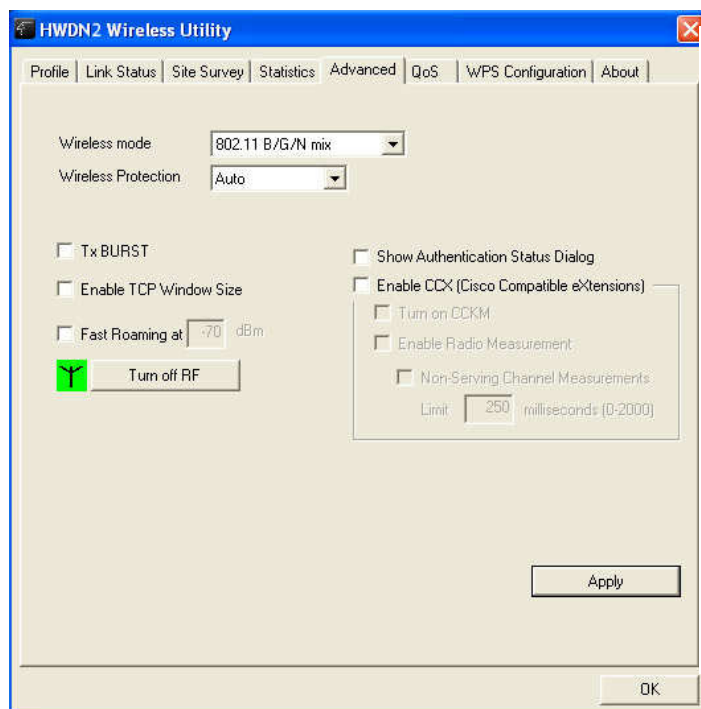 HWDN2 Wireless Utility
Profile
Link Status
Site Survey
Statistics
Advanced
QoS
WPS Configuration
About
Wireless mode
802.11 B/G/N mix
Wireless Protection
Auto
Tx BURST
Enable TCP Window Size
Fast Roaming at -70 dBm
Turn off RF
Show Authentication Status Dialog
Enable CCX (Cisco Compatible eXtensions)
Turn on CCKM
Enable Radio Measurement
Non-Serving Channel Measurements
Limit 250 milliseconds (0-2000)
Apply
OK